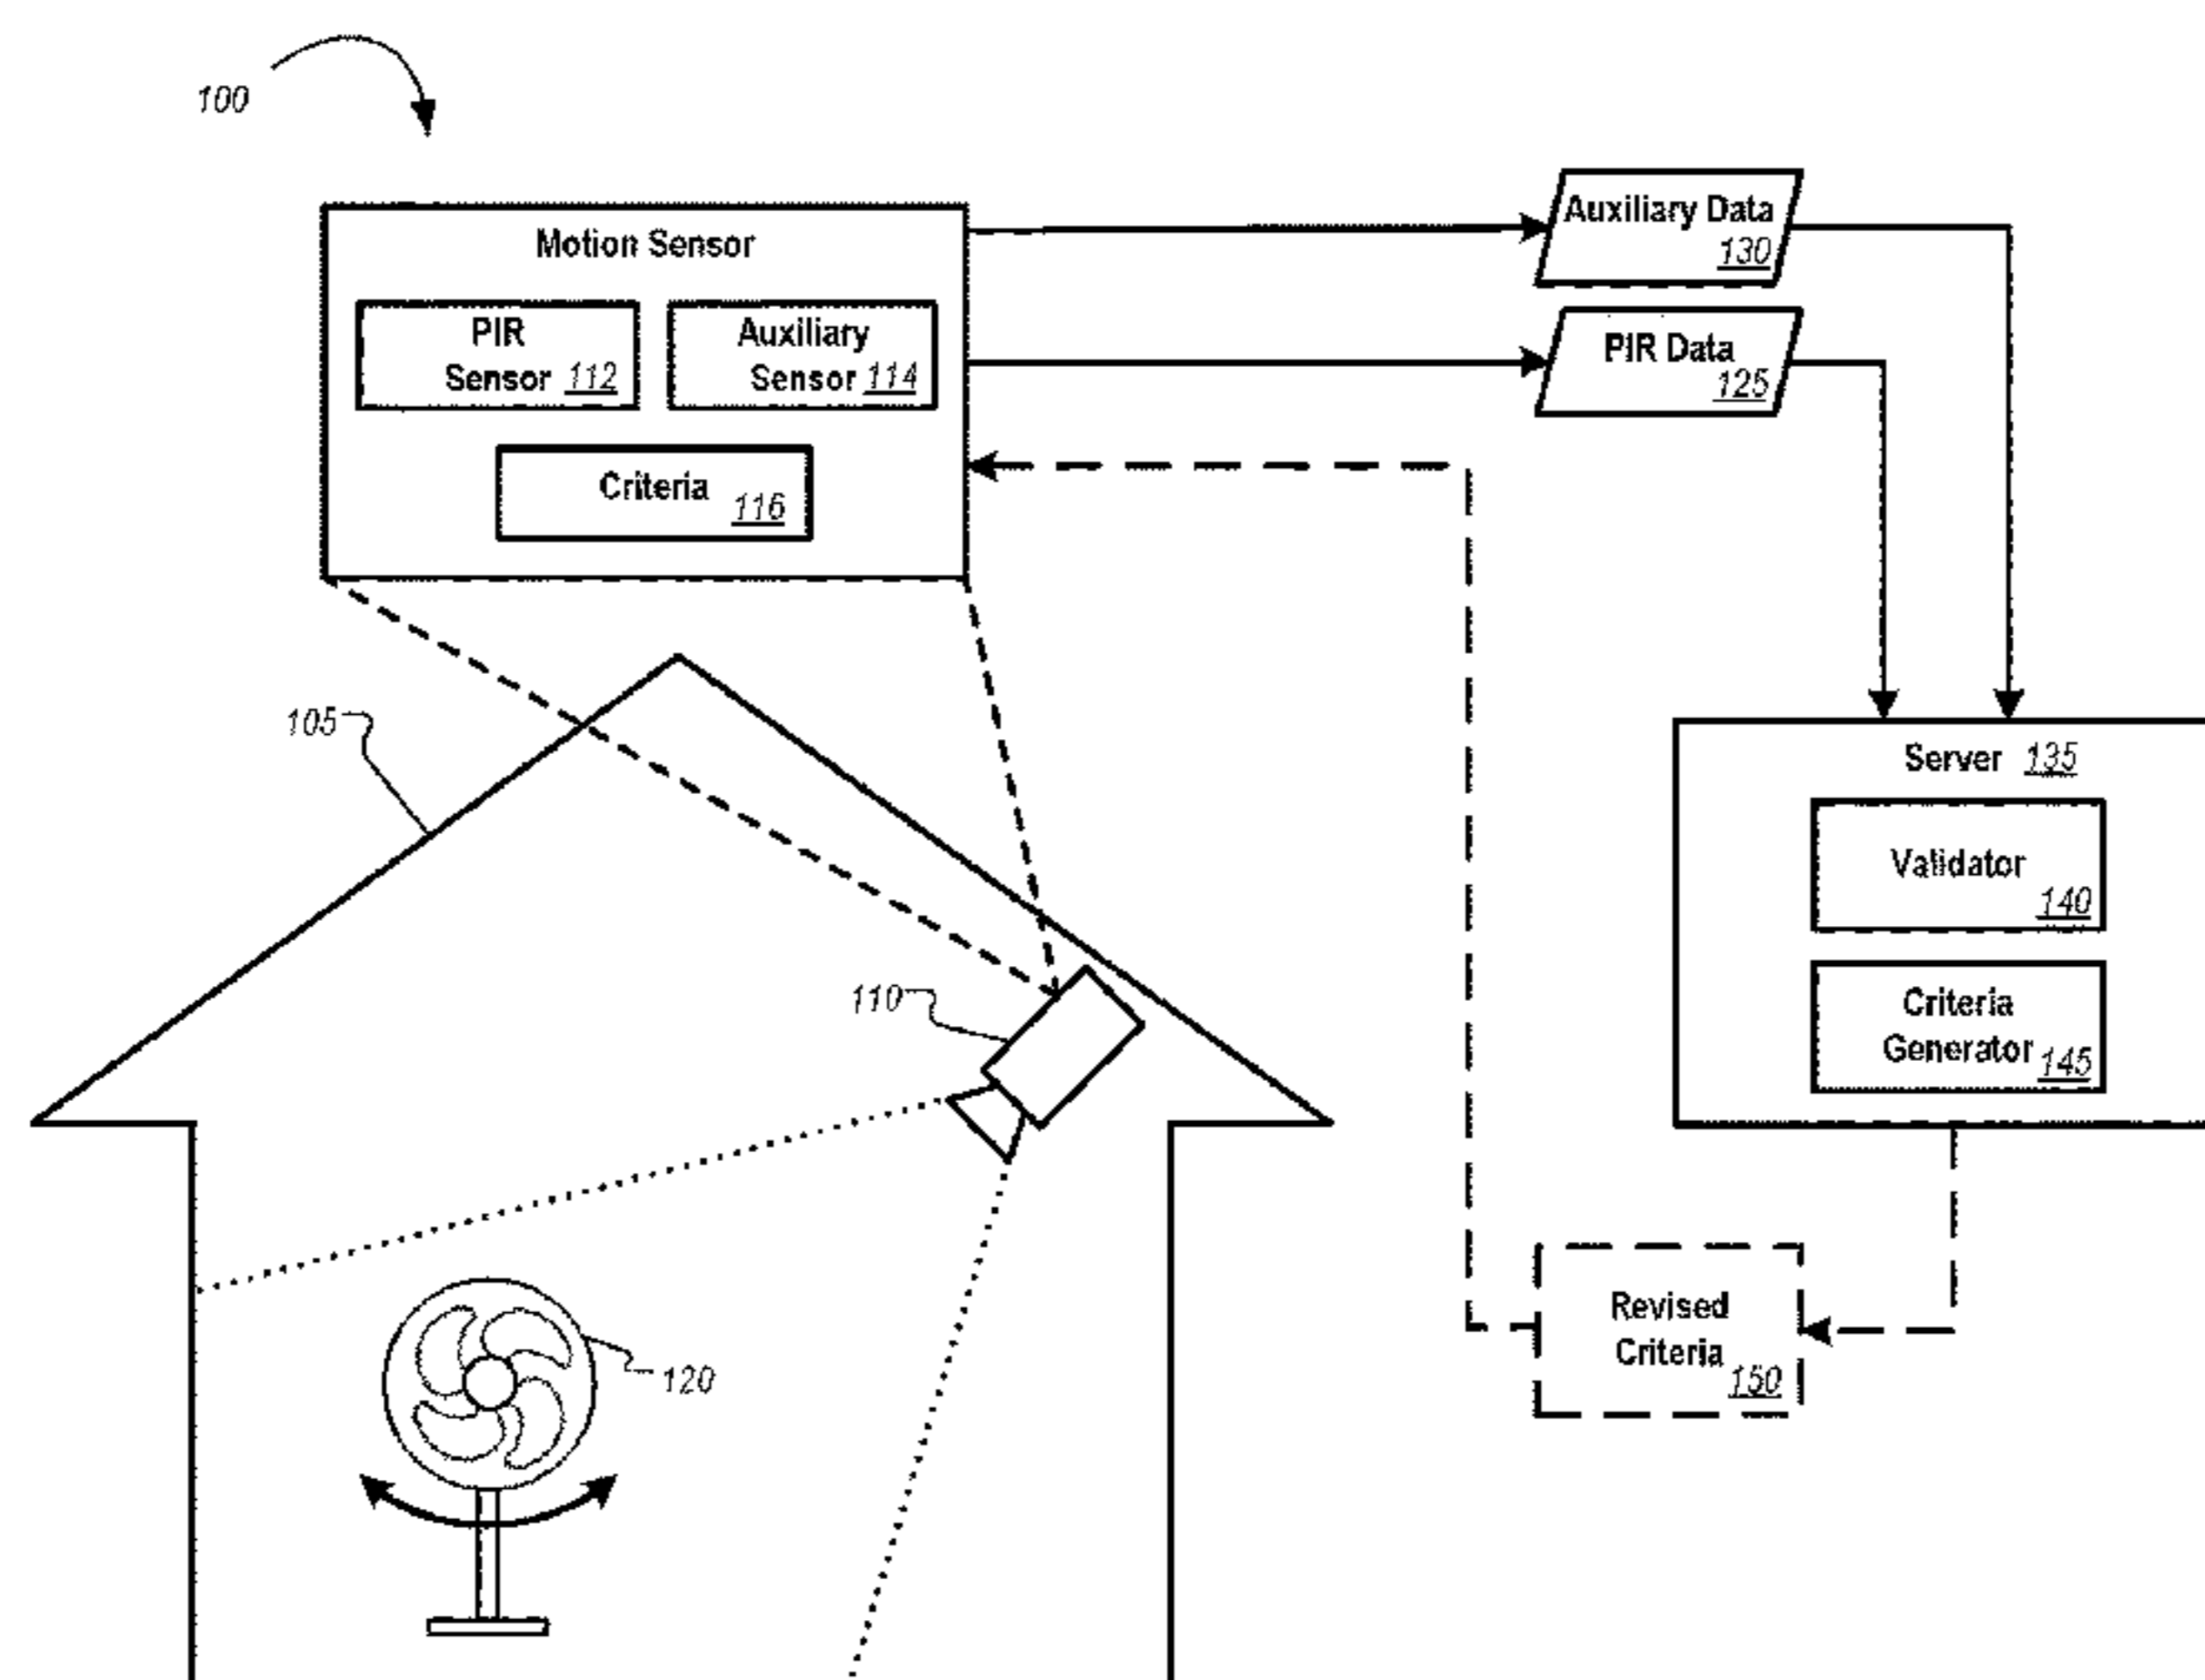 100
Motion Sensor
PIR
Sensor 112
Auxiliary
Sensor 114
Criteria
116
Auxiliary Data
130
PIR Data
125
105
110
Server 135
Validator
140
Criteria
Generator 145
Revised
Criteria
150
120